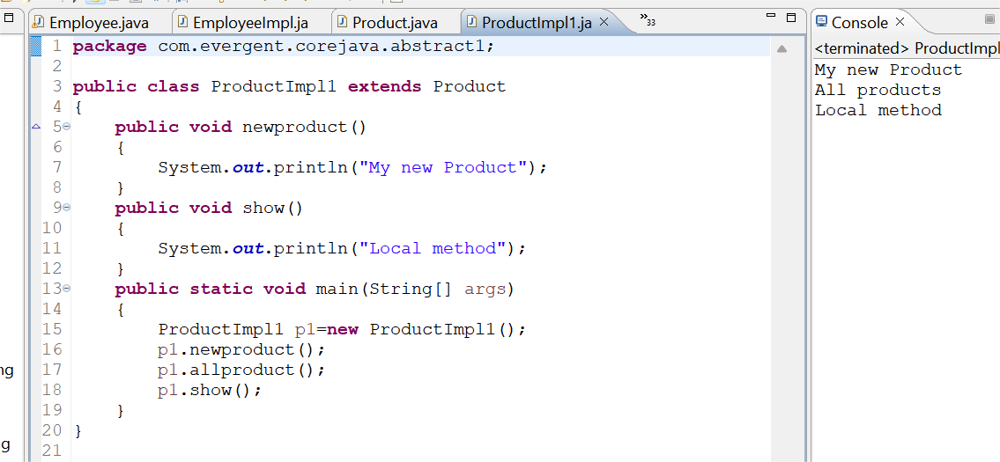 Employee.java
EmployeeImpl.ja
Product.java
ProductImpl1.ja
»33
Console
<terminated> ProductImpl
My new Product
All products
Local method
1 package com.evergent.corejava.abstract1;
2
3 public class ProductImpl1 extends Product
4 {
5 public void newproduct()
6 {
7 System.out.println("My new Product");
8 }
9 public void show()
10 {
11 System.out.println("Local method");
12 }
13 public static void main(String[] args)
14 {
15 ProductImpl1 p1=new ProductImpl1();
16 p1.newproduct();
17 p1.allproduct();
18 p1.show();
19 }
20 }
21
ng
g